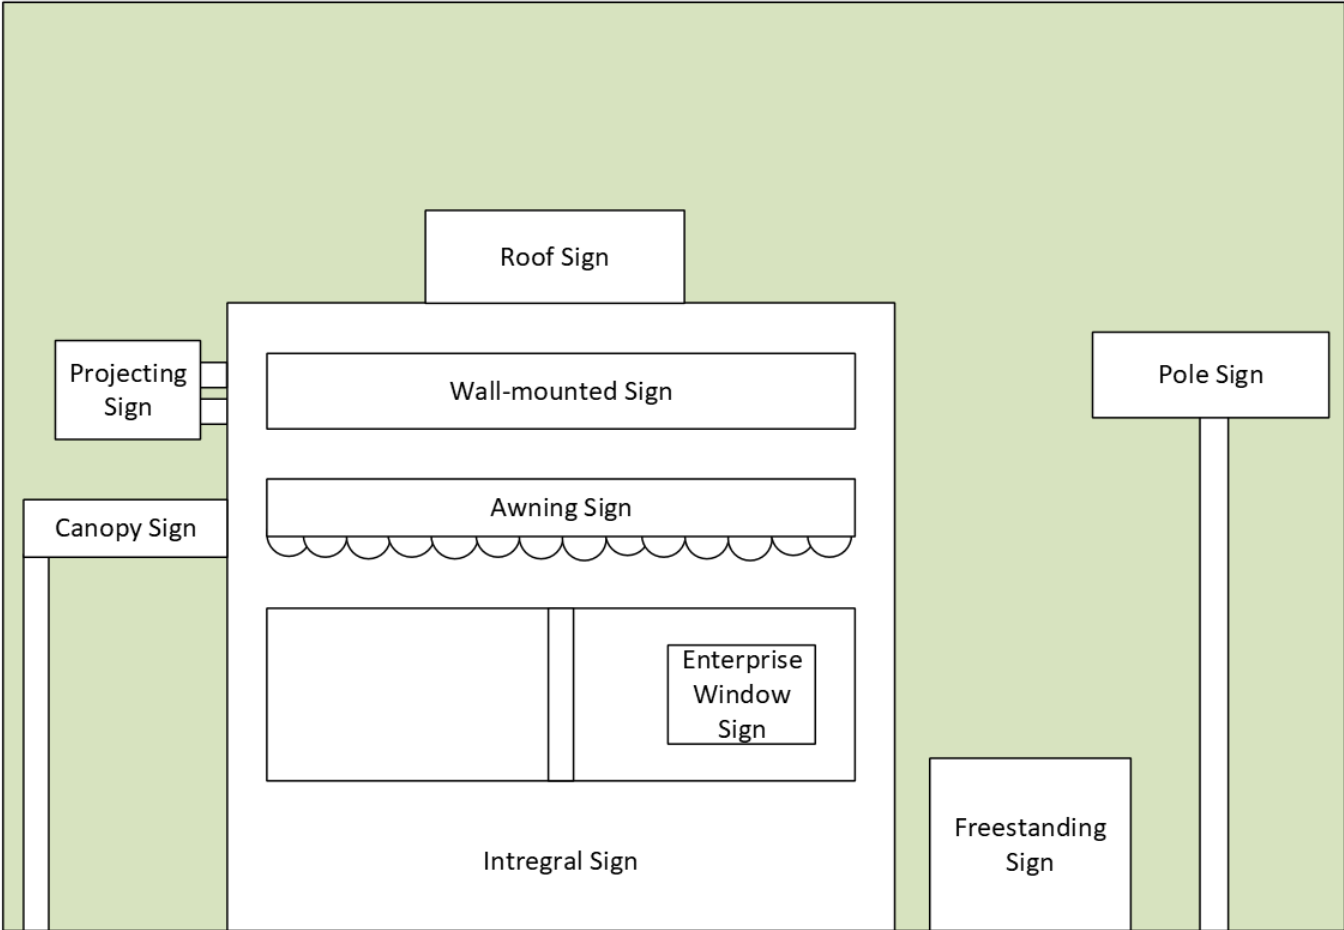 Roof Sign
Projecting
Sign
Wall-mounted Sign
Pole Sign
Awning Sign
Canopy Sign
Enterprise
Window
Sign
Freestanding
Sign
Intregral Sign